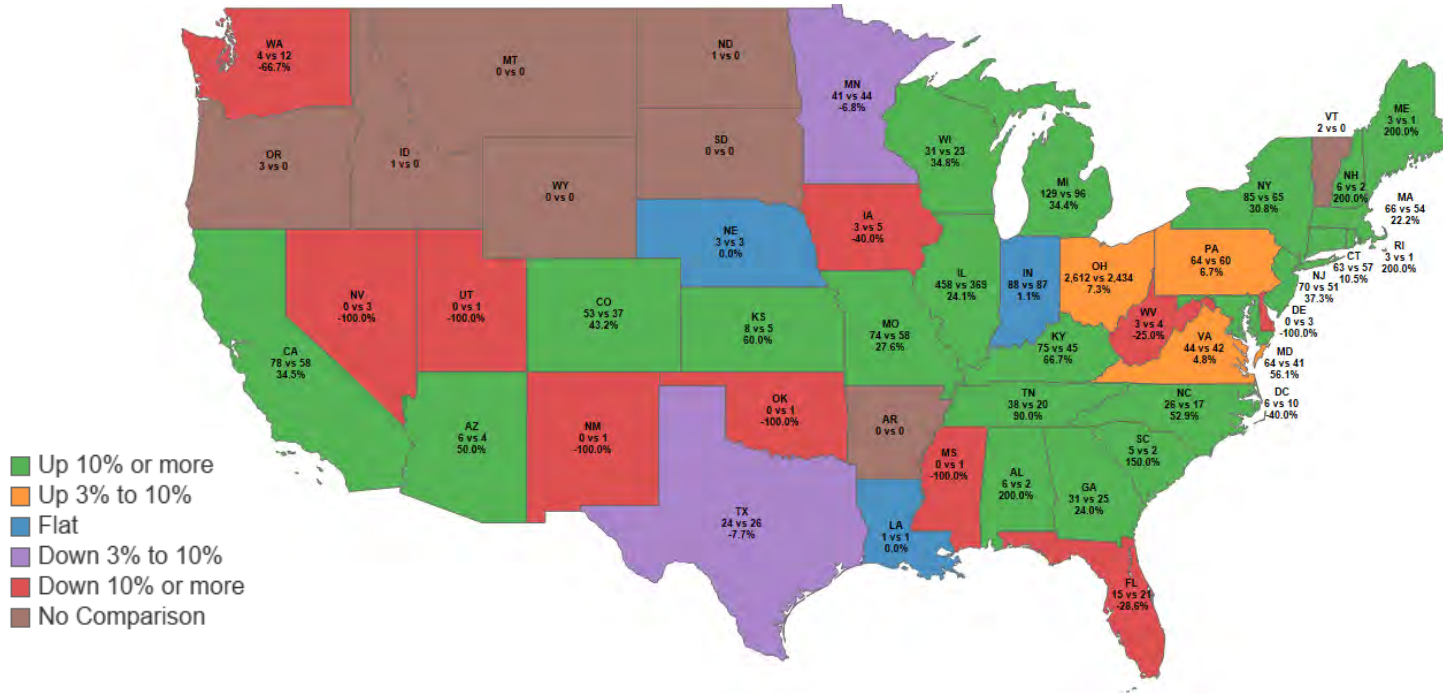 WA
4 vs 12
-66.7%
MT
0 vs 0
ND
1 vs 0
MN
41 vs 44
-6.8%
OR
3 vs 0
ID
1 vs 0
WY
0 vs 0
SD
0 vs 0
WI
31 vs 23
34.8%
MI
129 vs 96
34.4%
VT
2 vs 0
ME
3 vs 1
200.0%
NH
6 vs 2
200.0%
NY
85 vs 65
30.8%
MA
66 vs 54
22.2%
RI
3 vs 1
200.0%
CT
63 vs 57
10.5%
NJ
70 vs 51
37.3%
NE
3 vs 3
0.0%
IA
3 vs 5
-40.0%
IL
458 vs 369
24.1%
IN
88 vs 87
1.1%
OH
2,612 vs 2,434
7.3%
PA
64 vs 60
6.7%
DE
0 vs 3
-100.0%
MD
64 vs 41
56.1%
DC
6 vs 10
-40.0%
NV
0 vs 3
-100.0%
UT
0 vs 1
-100.0%
CO
53 vs 37
43.2%
KS
8 vs 5
60.0%
MO
74 vs 58
27.6%
KY
75 vs 45
66.7%
WV
3 vs 4
-25.0%
VA
44 vs 42
4.8%
CA
78 vs 58
34.5%
AZ
6 vs 4
50.0%
NM
0 vs 1
-100.0%
OK
0 vs 1
-100.0%
AR
0 vs 0
TN
38 vs 20
90.0%
NC
26 vs 17
52.9%
SC
5 vs 2
150.0%
MS
0 vs 1
-100.0%
AL
6 vs 2
200.0%
GA
31 vs 25
24.0%
TX
24 vs 26
-7.7%
LA
1 vs 1
0.0%
FL
15 vs 21
-28.6%
Up 10% or more
Up 3% to 10%
Flat
Down 3% to 10%
Down 10% or more
No Comparison